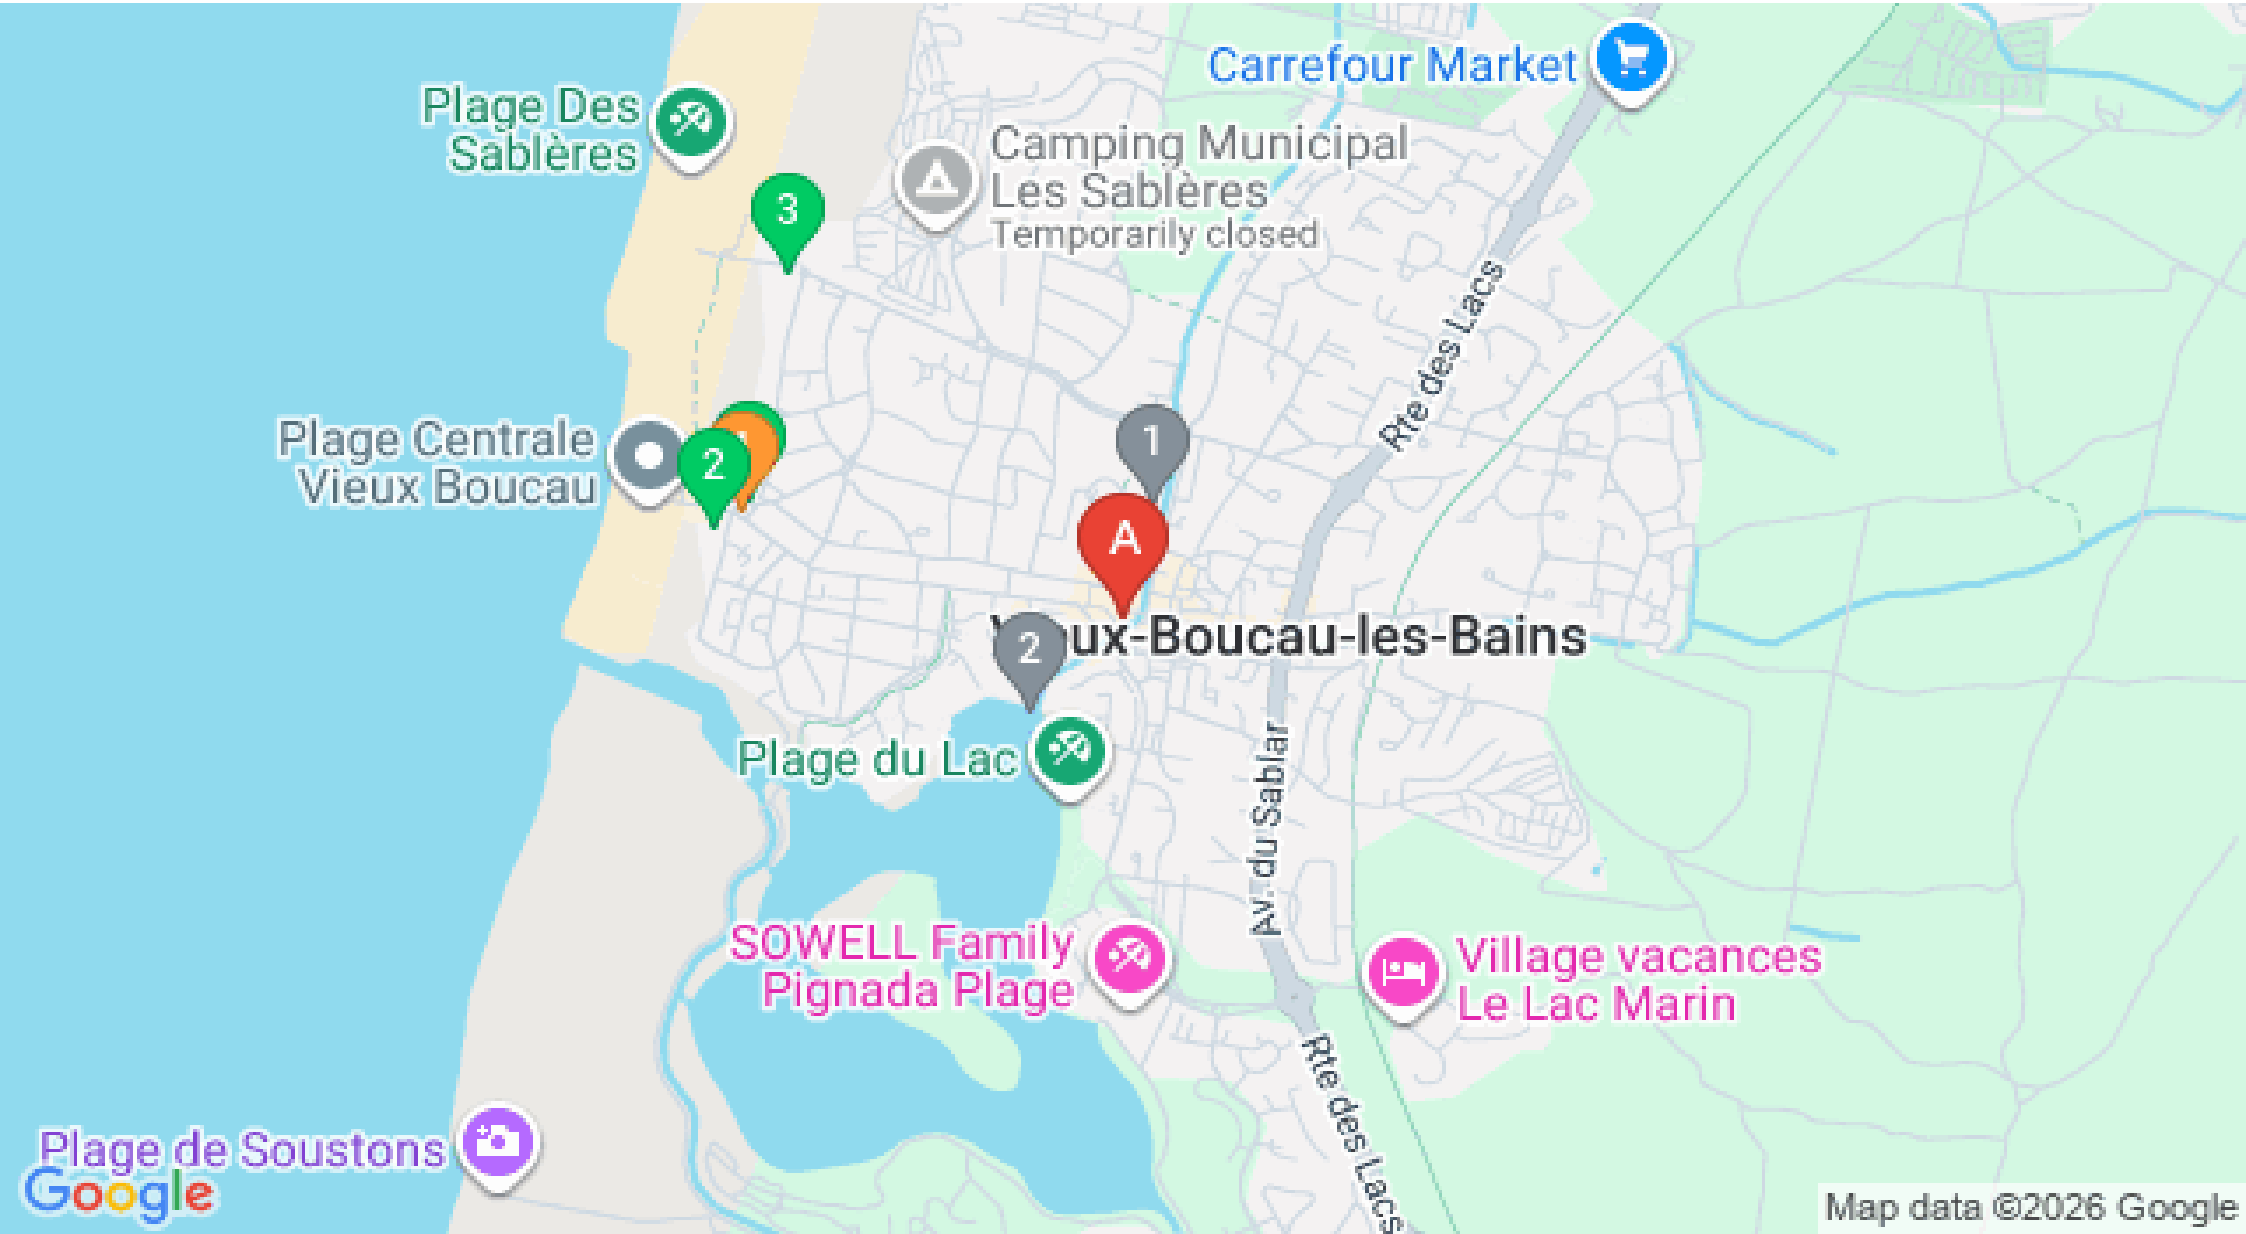 Carrefour Market
Plage Des
Sablères
Camping Municipal
Les Sablères
Temporarily closed
3
Rte des Lacs
Plage Centrale
Vieux Boucau
2
1
A
ux-Boucau-les-Bains
2
Plage du Lac
Av. du Sablar
SOWELL Family
Pignada Plage
Village vacances
Le Lac Marin
Rte des Lacs
Plage de Soustons
Google
Map data ©2026 Google